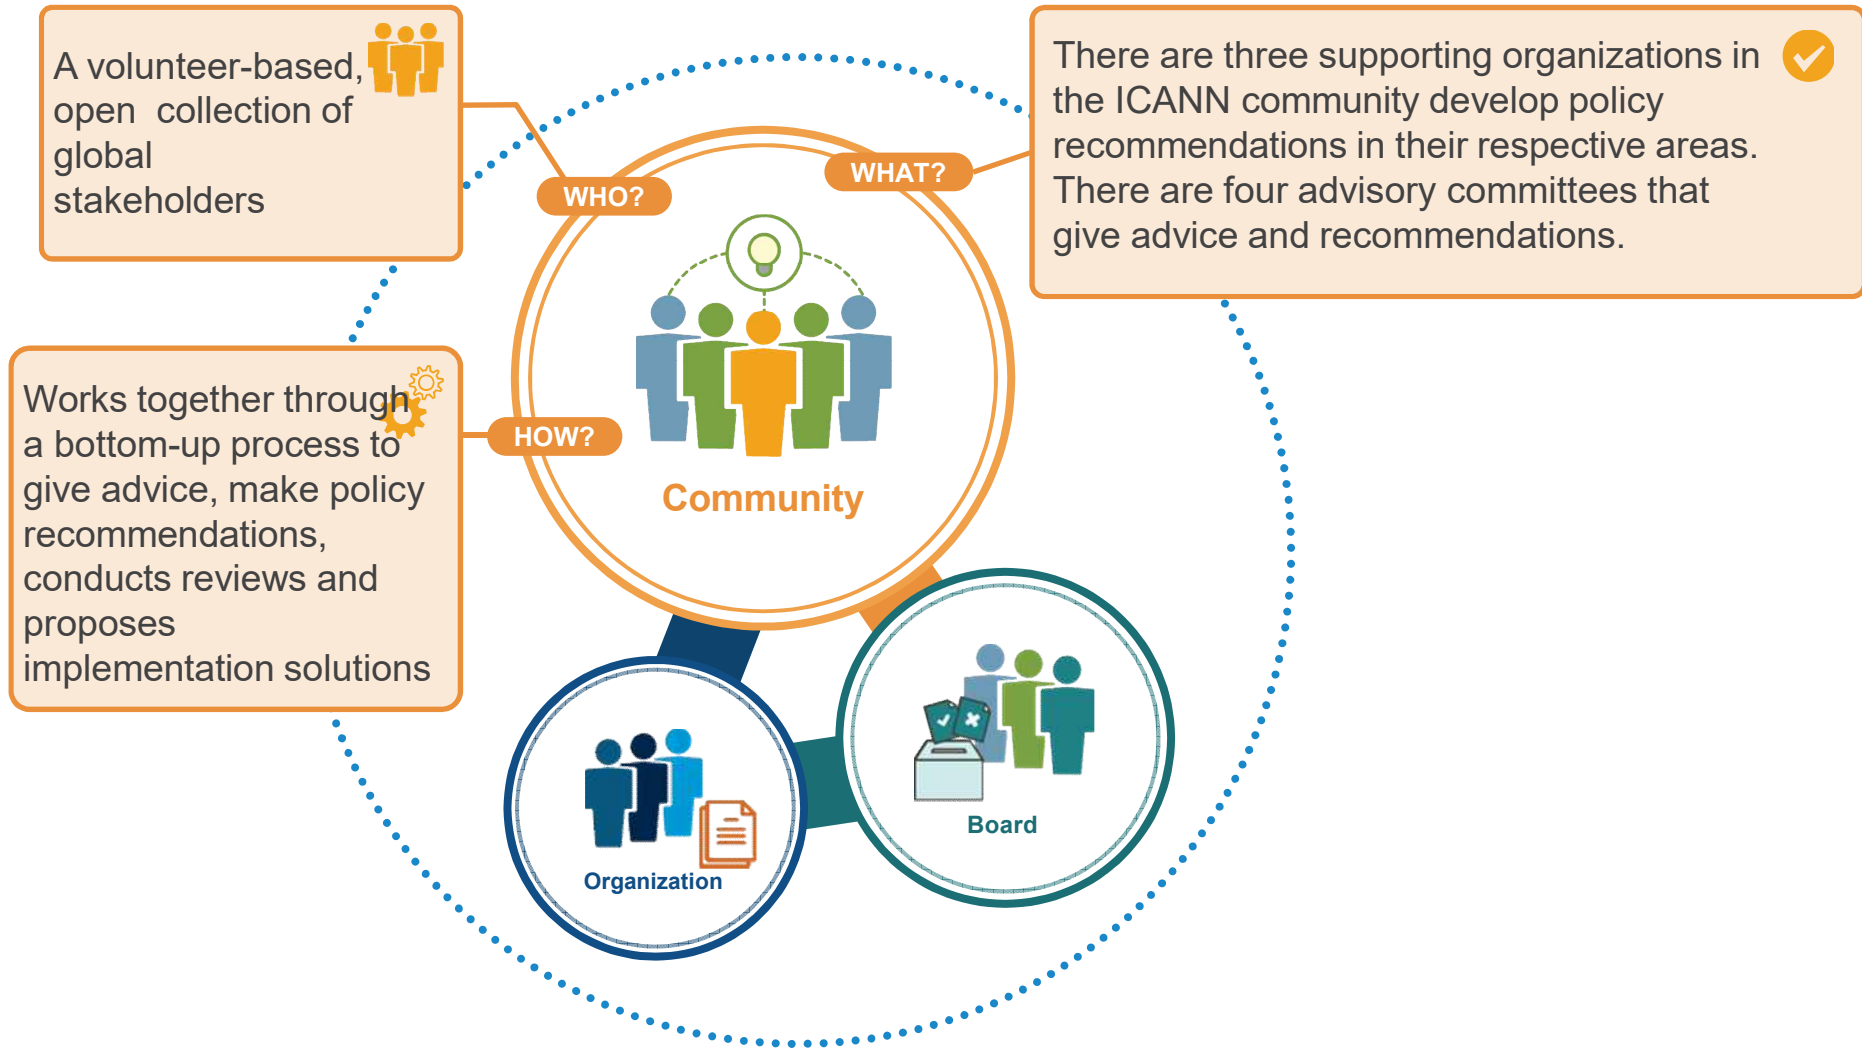 A volunteer-based,
open  collection of
global
stakeholders
WHO?
WHAT?
There are three supporting organizations in
the ICANN community develop policy
recommendations in their respective areas.
There are four advisory committees that
give advice and recommendations.
Works together through
a bottom-up process to
give advice, make policy
recommendations,
conducts reviews and
proposes
implementation solutions
HOW?
Community
Organization
Board